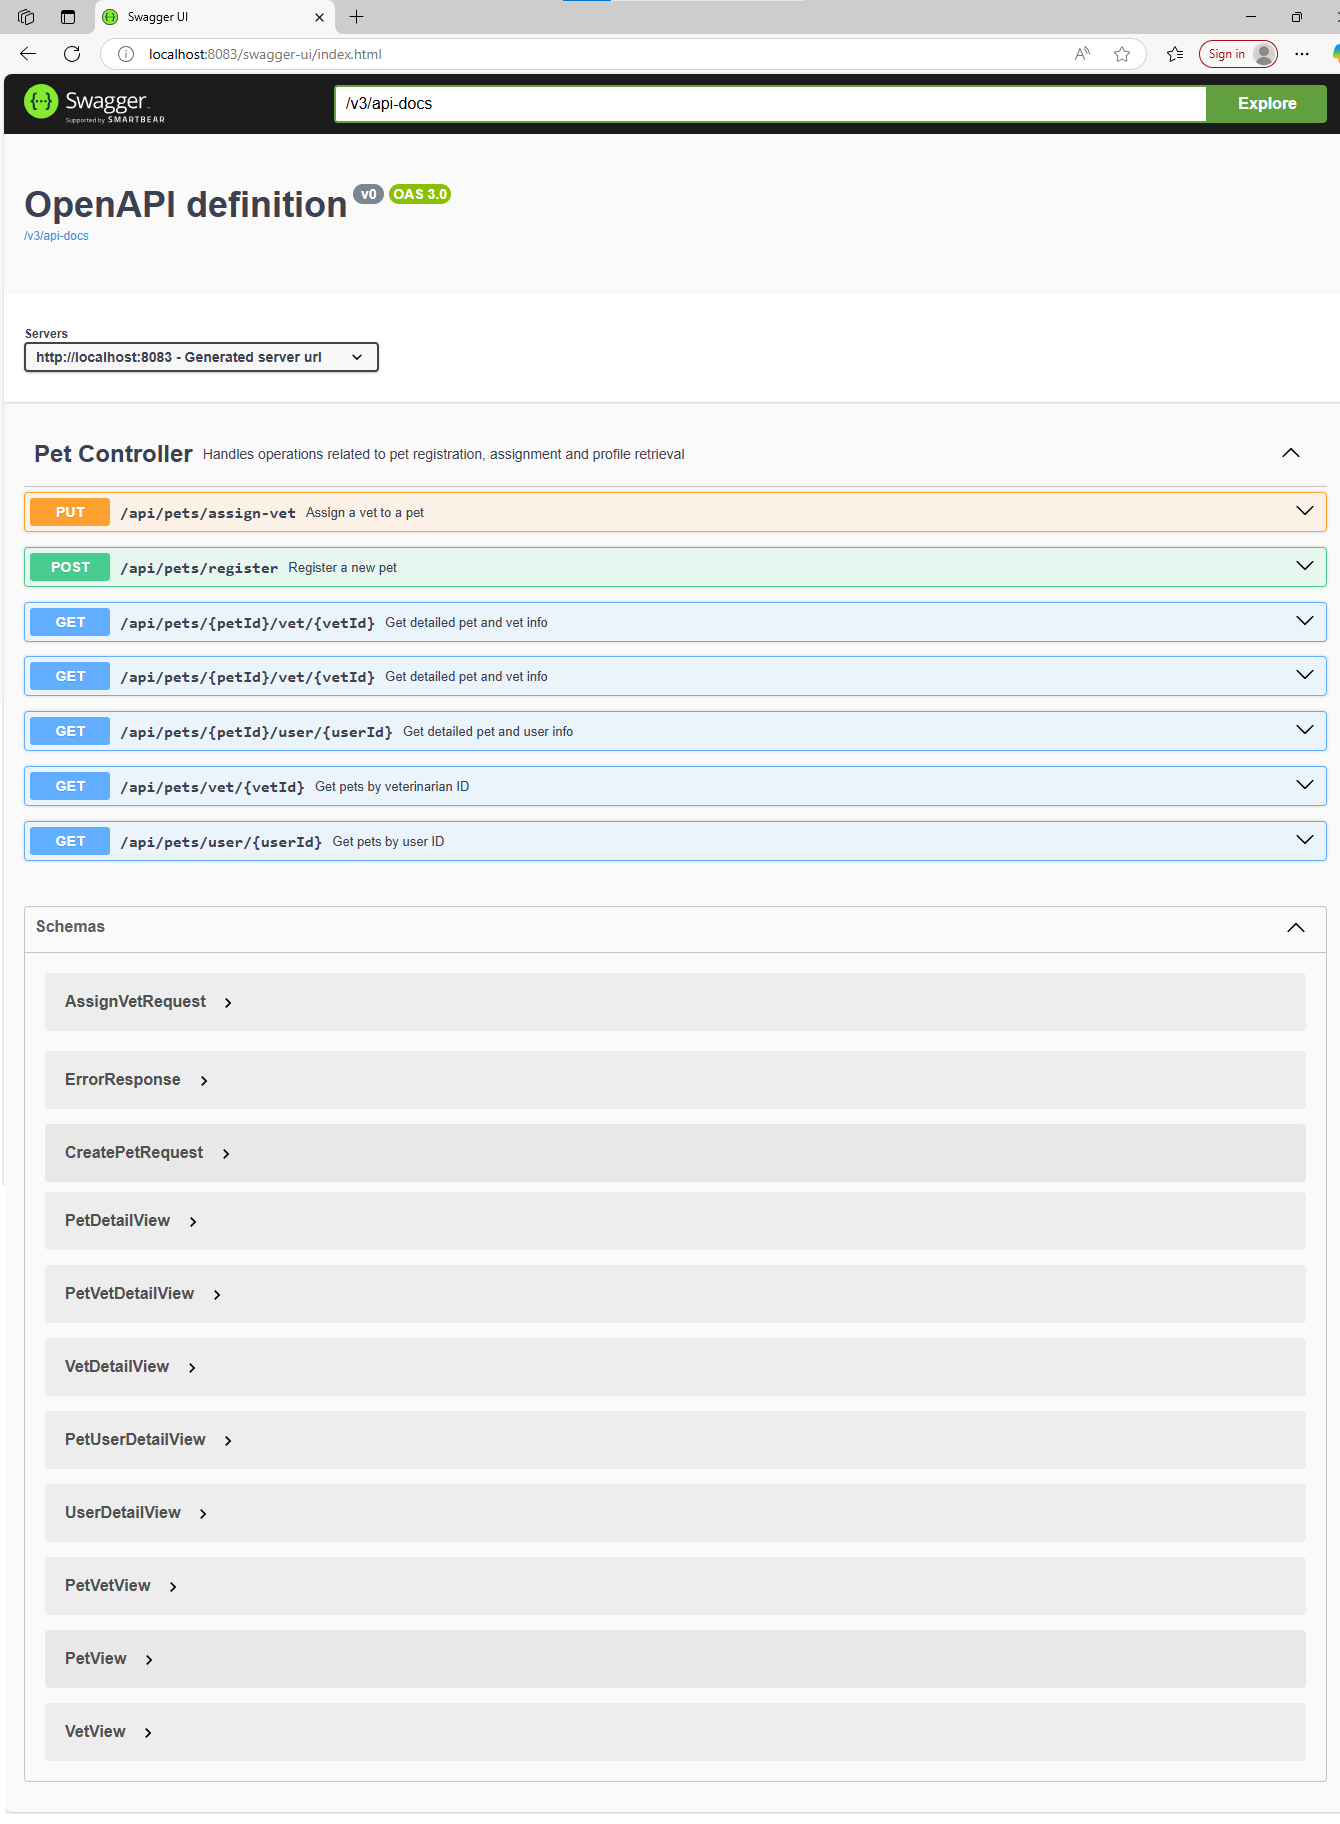 Swagger UI
localhost:8083/swagger-ui/index.html
Sign in
Swagger
Supported by SMARTBEAR
/v3/api-docs
Explore
OpenAPI definition v0 OAS 3.0
/v3/api-docs
Servers
http://localhost:8083 - Generated server url
Pet Controller Handles operations related to pet registration, assignment and profile retrieval
PUT /api/pets/assign-vet Assign a vet to a pet
POST /api/pets/register Register a new pet
GET /api/pets/{petId}/vet/{vetId} Get detailed pet and vet info
GET /api/pets/{petId}/vet/{vetId} Get detailed pet and vet info
GET /api/pets/{petId}/user/{userId} Get detailed pet and user info
GET /api/pets/vet/{vetId} Get pets by veterinarian ID
GET /api/pets/user/{userId} Get pets by user ID
Schemas
AssignVetRequest
ErrorResponse
CreatePetRequest
PetDetailView
PetVetDetailView
VetDetailView
PetUserDetailView
UserDetailView
PetVetView
PetView
VetView